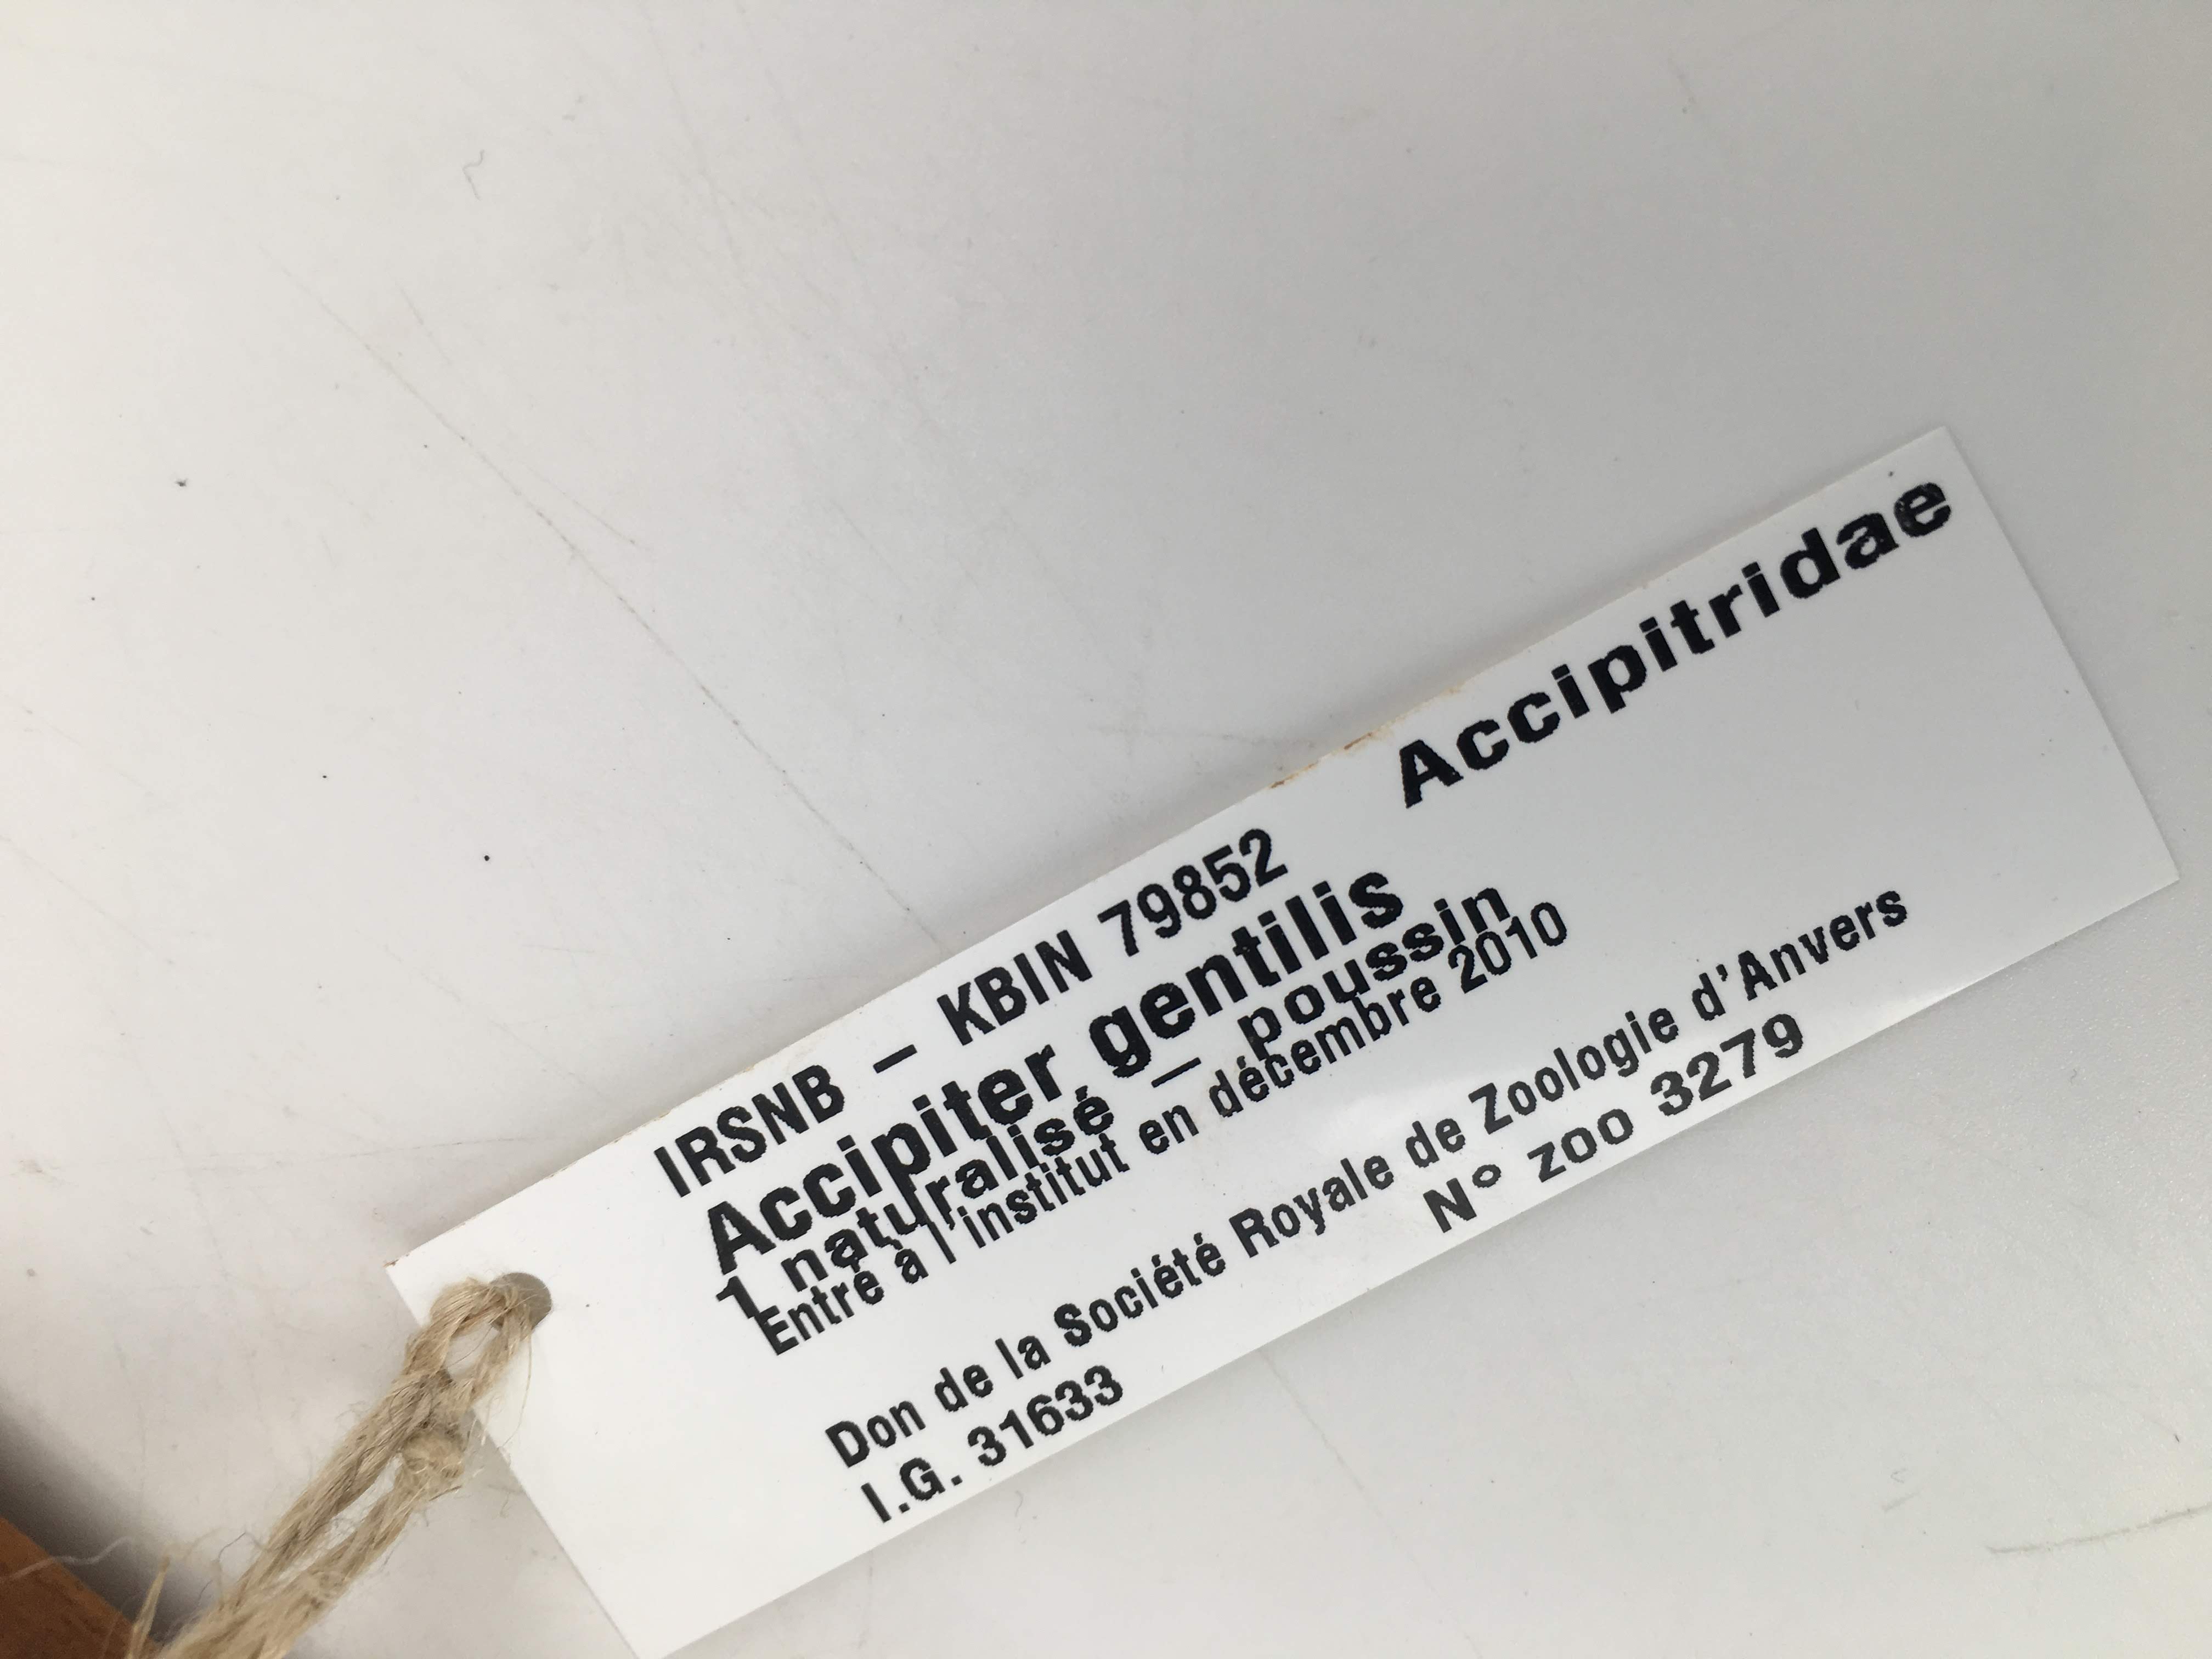 IRSNB – KBIN 79852 Accipitridae
Accipiter gentilis
1 naturalisé – poussin
Entré à l'institut en décembre 2010
Don de la Société Royale de Zoologie d'Anvers
I.G. 31633 N° zoo 3279